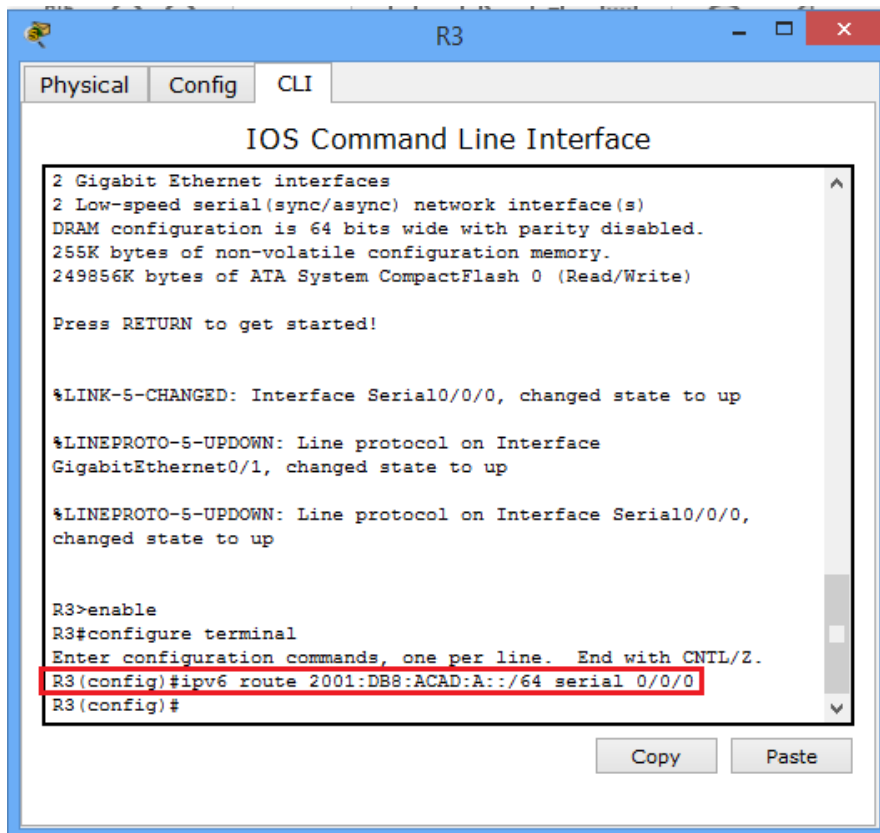 R3
Physical Config CLI
IOS Command Line Interface
2 Gigabit Ethernet interfaces
2 Low-speed serial(sync/async) network interface(s)
DRAM configuration is 64 bits wide with parity disabled.
255K bytes of non-volatile configuration memory.
249856K bytes of ATA System CompactFlash 0 (Read/Write)
Press RETURN to get started!
%LINK-5-CHANGED: Interface Serial0/0/0, changed state to up
%LINEPROTO-5-UPDOWN: Line protocol on Interface
GigabitEthernet0/1, changed state to up
%LINEPROTO-5-UPDOWN: Line protocol on Interface Serial0/0/0,
changed state to up
R3>enable
R3#configure terminal
Enter configuration commands, one per line.  End with CNTL/Z.
R3(config)#ipv6 route 2001:DB8:ACAD:A::/64 serial 0/0/0
R3(config)#
Copy Paste